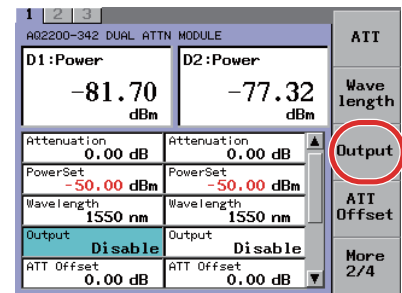 1 2 3
AQ2200-342 DUAL ATTN MODULE
D1:Power
-81.70
dBm
D2:Power
-77.32
dBm
Attenuation
0.00 dB
Attenuation
0.00 dB
PowerSet
-50.00 dBm
PowerSet
-50.00 dBm
Wavelength
1550 nm
Wavelength
1550 nm
Output
Disable
Output
Disable
ATT Offset
0.00 dB
ATT Offset
0.00 dB
ATT
Wave
length
Output
ATT
Offset
More
2/4